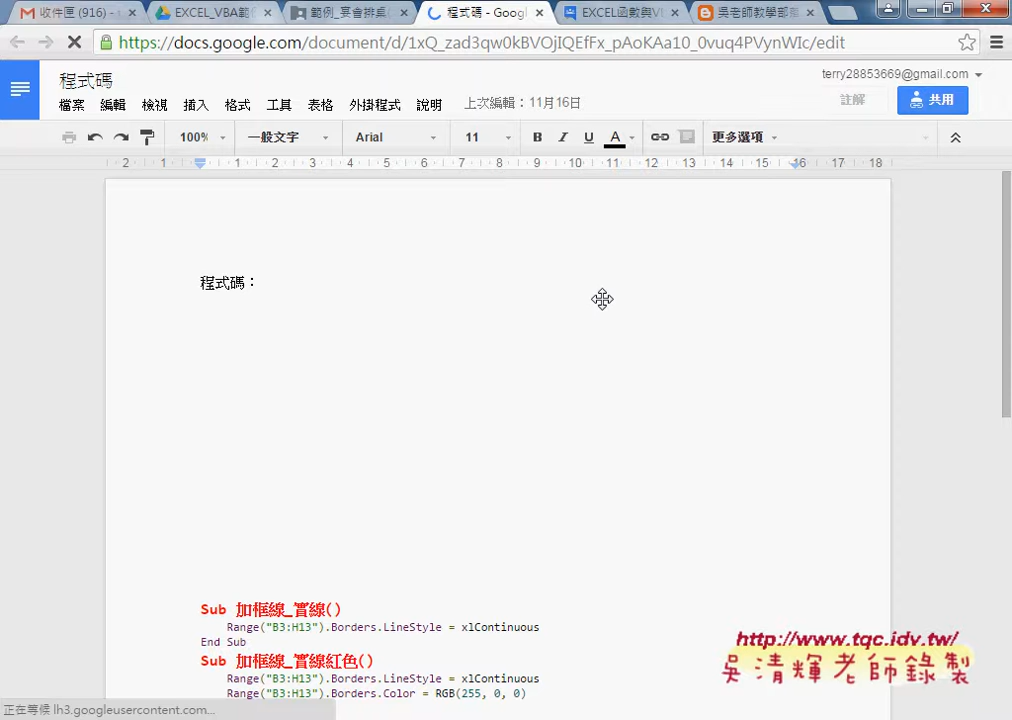 收件匣 (916) -
EXCEL_VBA範
範例_宴會排桌
程式碼 - Goog
EXCEL函數與V
吳老師教學部
https://docs.google.com/document/d/1xQ_zad3qw0kBVOjIQEfFx_pAoKAa10_0vuq4PVynWIc/edit
程式碼
terry28853669@gmail.com
檔案 編輯 檢視 插入 格式 工具 表格 外掛程式 說明 上次編輯：11月16日
註解 共用
100% 一般文字 Arial 11 B I U A 更多選項
2 1 1 2 3 4 5 6 7 8 9 10 11 12 13 14 15 16 17 18
程式碼：
Sub 加框線_實線()
Range("B3:H13").Borders.LineStyle = xlContinuous
End Sub
Sub 加框線_實線紅色()
Range("B3:H13").Borders.LineStyle = xlContinuous
Range("B3:H13").Borders.Color = RGB(255, 0, 0)
http://www.tqc.idv.tw/
吳清輝老師錄製
正在等候 lh3.googleusercontent.com...